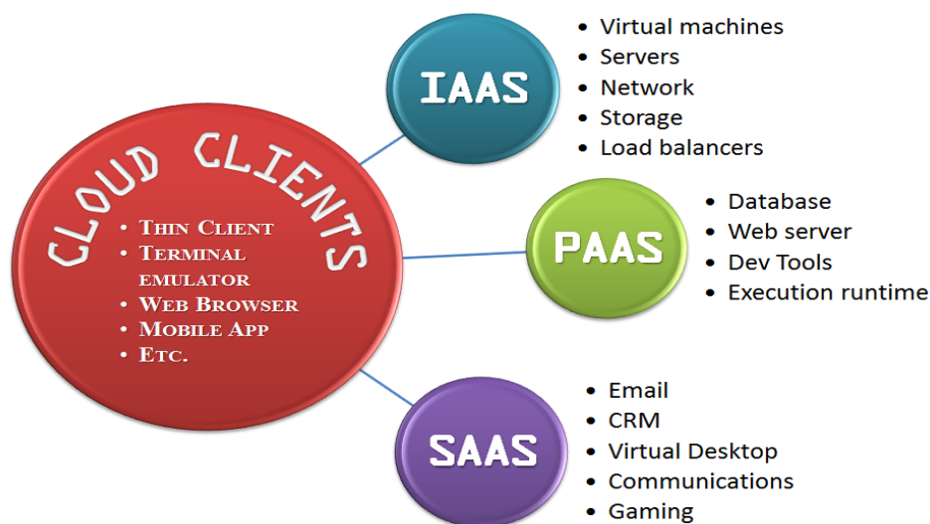 CLOUD CLIENTS
• THIN CLIENT
• TERMINAL
EMULATOR
• WEB BROWSER
• MOBILE APP
• ETC.
IAAS
• Virtual machines
• Servers
• Network
• Storage
• Load balancers
PAAS
• Database
• Web server
• Dev Tools
• Execution runtime
SAAS
• Email
• CRM
• Virtual Desktop
• Communications
• Gaming